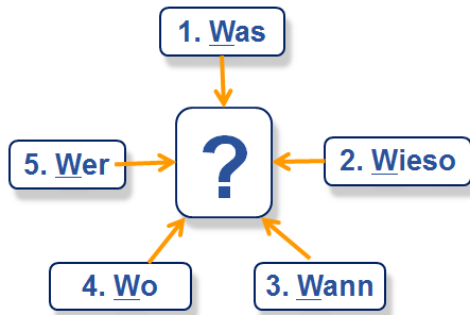 1. Was
?
5. Wer
2. Wieso
4. Wo
3. Wann